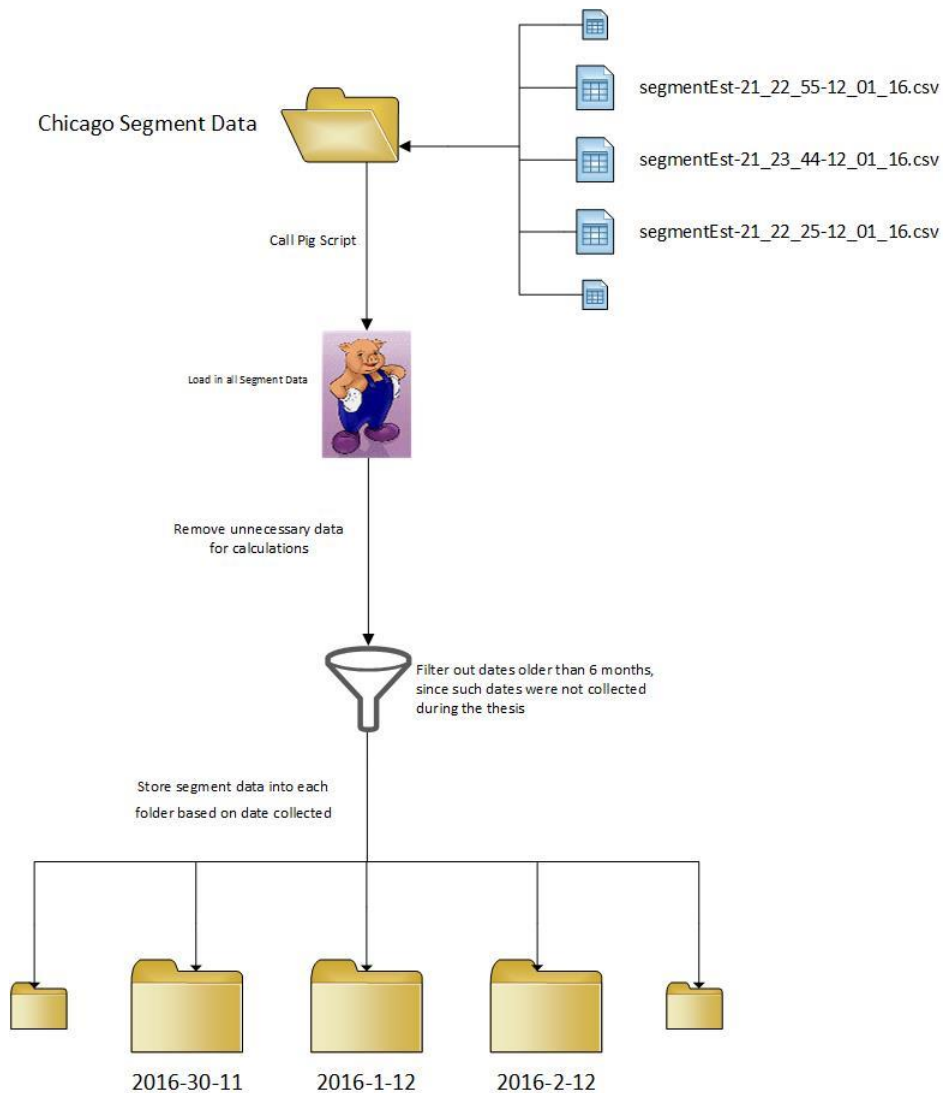 Chicago Segment Data
segmentEst-21_22_55-12_01_16.csv
segmentEst-21_23_44-12_01_16.csv
segmentEst-21_22_25-12_01_16.csv
Call Pig Script
Load in all Segment Data
Remove unnecessary data
for calculations
Filter out dates older than 6 months,
since such dates were not collected
during the thesis
Store segment data into each
folder based on date collected
2016-30-11
2016-1-12
2016-2-12